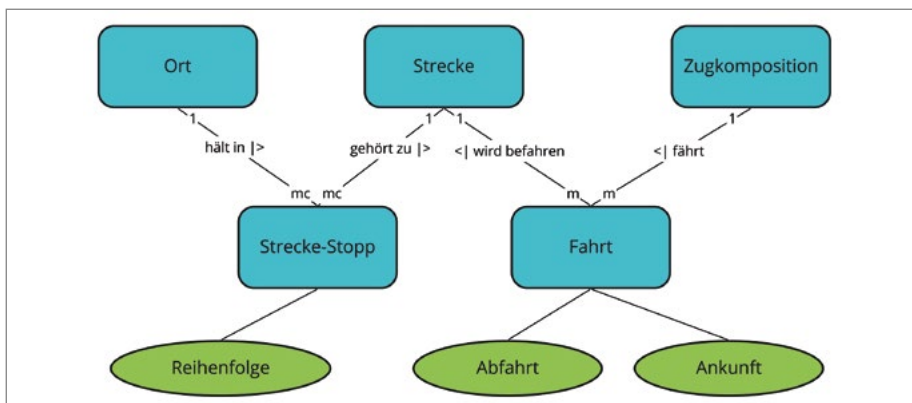 Ort
Strecke
Zugkomposition
1
1
1
1
hält in |>
gehört zu |>
<| wird befahren
<| fährt
mc
mc
m
m
Strecke-Stopp
Fahrt
Reihenfolge
Abfahrt
Ankunft